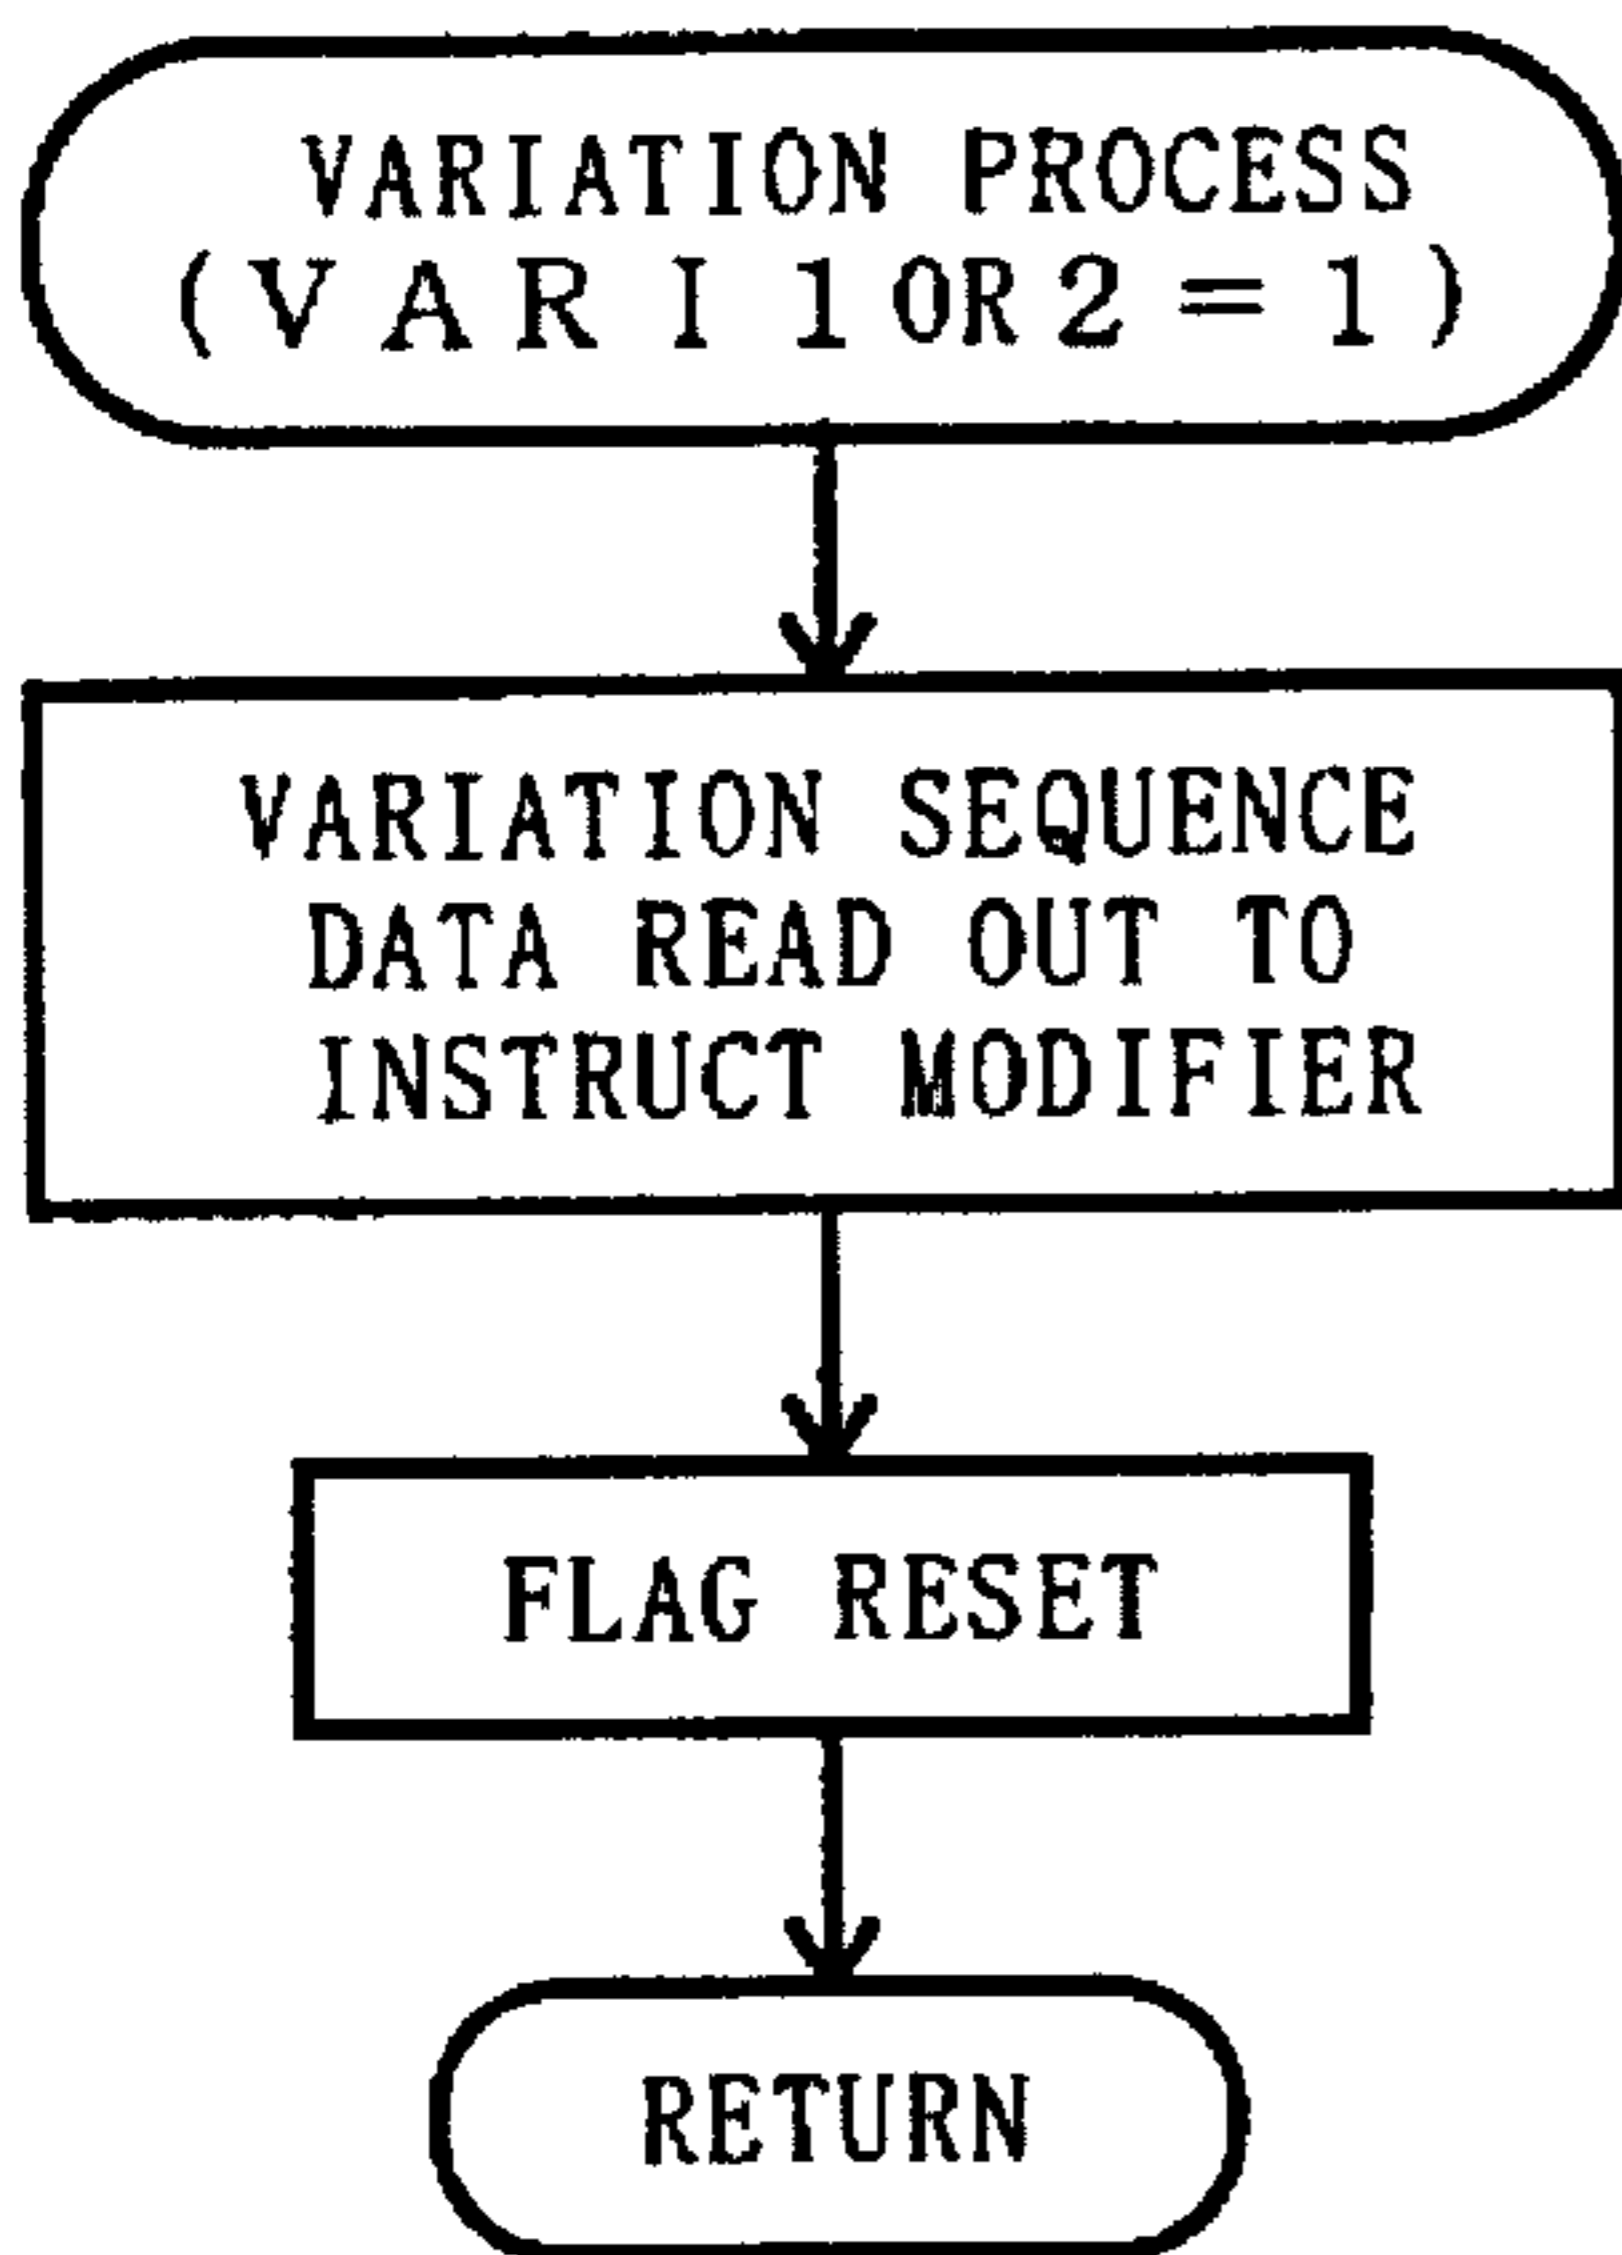 VARIATION PROCESS
(VARI1OR2=1)
VARIATION SEQUENCE
DATA READ OUT TO
INSTRUCT MODIFIER
FLAG RESET
RETURN